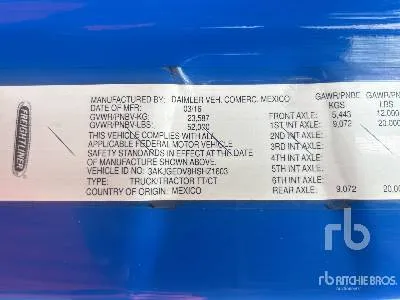 FREIGHTLINER
MANUFACTURED BY: DAIMLER VEH. COMERC. MEXICO
DATE OF MFR: 03/16
GVWR/PNBV-KG: 23,587
GVWR/PNBV-LBS: 52,000
THIS VEHICLE COMPLIES WITH ALL
APPLICABLE FEDERAL MOTOR VEHICLE
SAFETY STANDARDS IN EFFECT AT THE DATE
OF MANUFACTURE SHOWN ABOVE.
VEHICLE ID NO.: 3AKJGEDV8HSHZ1603
TYPE: TRUCK/TRACTOR TT/CT
COUNTRY OF ORIGIN: MEXICO
GAWR/PNBE GAWR/PN
KGS LBS.
FRONT AXLE: 5,443 12,000
1ST INT AXLE: 9,072 20,000
2ND INT AXLE:
3RD INT AXLE:
4TH INT AXLE:
5TH INT AXLE:
6TH INT AXLE:
REAR AXLE: 9,072 20,00
rb
rb RITCHIE BROS.